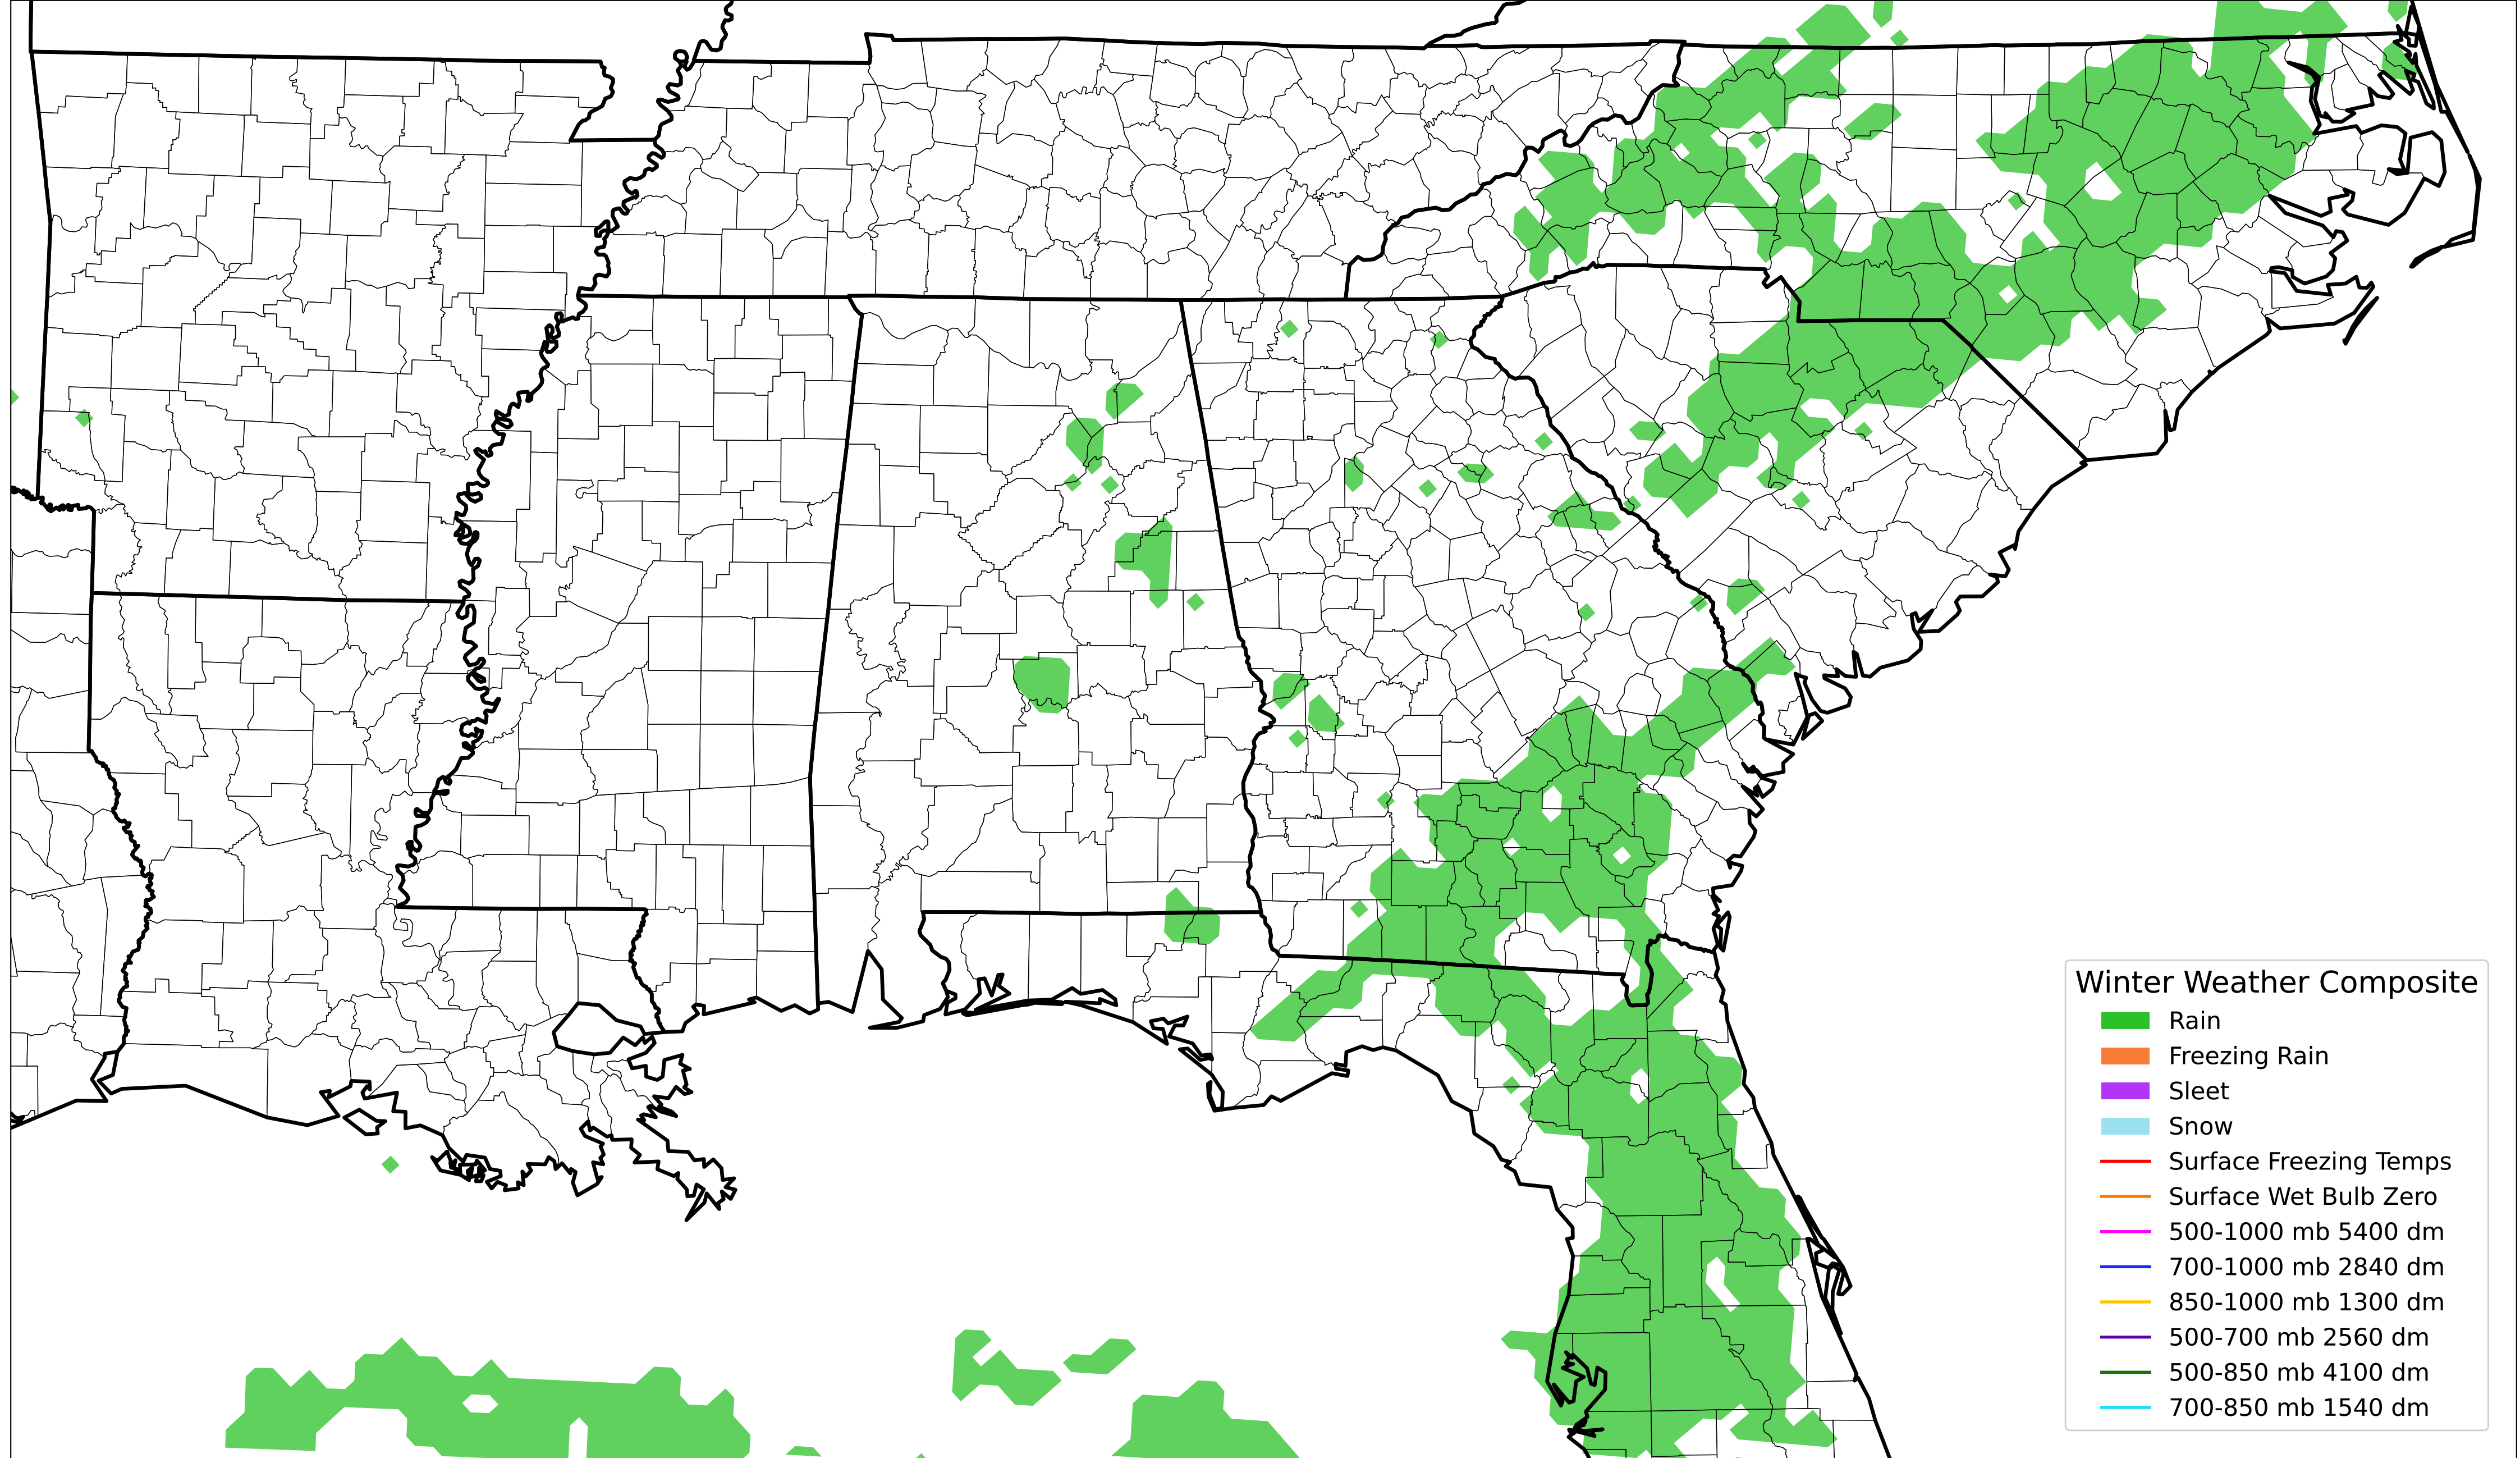 Winter Weather Composite
Rain
Freezing Rain
Sleet
Snow
Surface Freezing Temps
Surface Wet Bulb Zero
500-1000 mb 5400 dm
700-1000 mb 2840 dm
850-1000 mb 1300 dm
500-700 mb 2560 dm
500-850 mb 4100 dm
700-850 mb 1540 dm